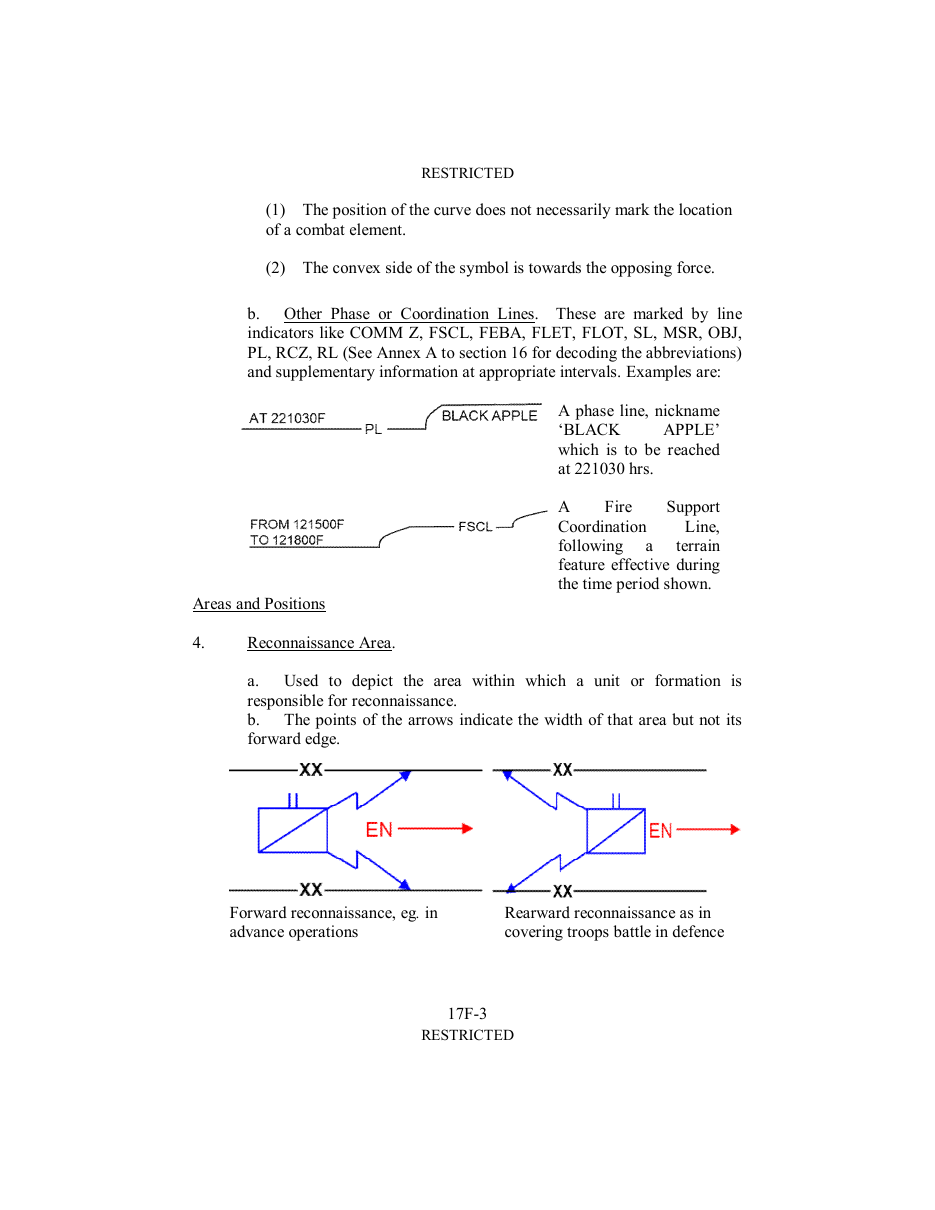 RESTRICTED
(1) The position of the curve does not necessarily mark the location
of a combat element.
(2) The convex side of the symbol is towards the opposing force.
b. Other Phase or Coordination Lines. These are marked by line
indicators like COMM Z, FSCL, FEBA, FLET, FLOT, SL, MSR, OBJ,
PL, RCZ, RL (See Annex A to section 16 for decoding the abbreviations)
and supplementary information at appropriate intervals. Examples are:
AT 221030F
PL
BLACK APPLE
A phase line, nickname
‘BLACK APPLE’
which is to be reached
at 221030 hrs.
FROM 121500F
TO 121800F
FSCL
A Fire Support
Coordination Line,
following a terrain
feature effective during
the time period shown.
Areas and Positions
4. Reconnaissance Area.
a. Used to depict the area within which a unit or formation is
responsible for reconnaissance.
b. The points of the arrows indicate the width of that area but not its
forward edge.
XX
EN
XX
XX
EN
XX
Forward reconnaissance, eg. in
advance operations
Rearward reconnaissance as in
covering troops battle in defence
17F-3
RESTRICTED